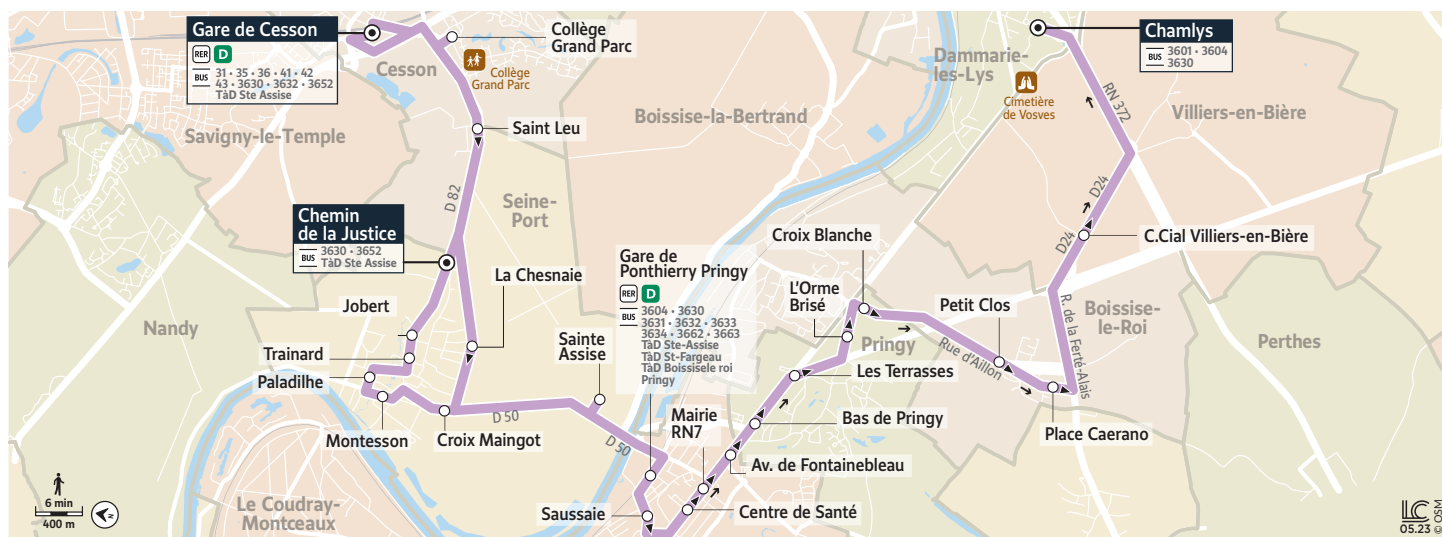 Gare de Cesson
RER D
BUS 31 • 35 • 36 • 41 • 42
43 • 3630 • 3632 • 3652
TàD Ste Assise
Collège
Grand Parc
Cesson
Collège
Grand Parc
Savigny-le-Temple
Saint Leu
D 82
Seine-
Port
Boissise-la-Bertrand
Dammarie-
les-Lys
Cimetière
de Vosves
Chamlys
BUS 3601 • 3604
3630
RN 372
Villiers-en-Bière
D24
D24
C.Cial Villiers-en-Bière
Chemin
de la Justice
BUS 3630 • 3652
TàD Ste Assise
La Chesnaie
Jobert
Trainard
Paladilhe
Montesson
Croix Maingot
Nandy
D 50
Sainte
Assise
D 50
Gare de
Ponthierry Pringy
RER D
BUS 3604 • 3630
3631 • 3632 • 3633
3634 • 3662 • 3663
TàD Ste-Assise
TàD St-Fargeau
TàD Boissisele roi
Pringy
Croix Blanche
L'Orme
Brisé
Pringy
Petit Clos
Rue d'Aillon
R. de la Ferté-Alais
Boissise-
le-Roi
Perthes
Les Terrasses
Bas de Pringy
Place Caerano
Mairie
RN7
Av. de Fontainebleau
Saussaie
Centre de Santé
Le Coudray-
Montceaux
6 min
400 m
N
LC
05.23 © OSM